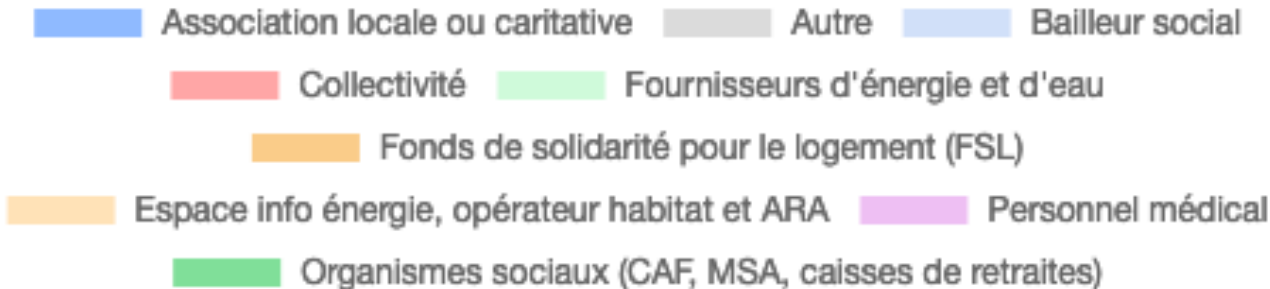 Association locale ou caritative Autre Bailleur social
Collectivité Fournisseurs d'énergie et d'eau
Fonds de solidarité pour le logement (FSL)
Espace info énergie, opérateur habitat et ARA Personnel médical
Organismes sociaux (CAF, MSA, caisses de retraites)